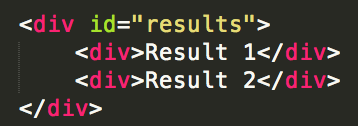 <div id="results">
    <div>Result 1</div>
    <div>Result 2</div>
</div>